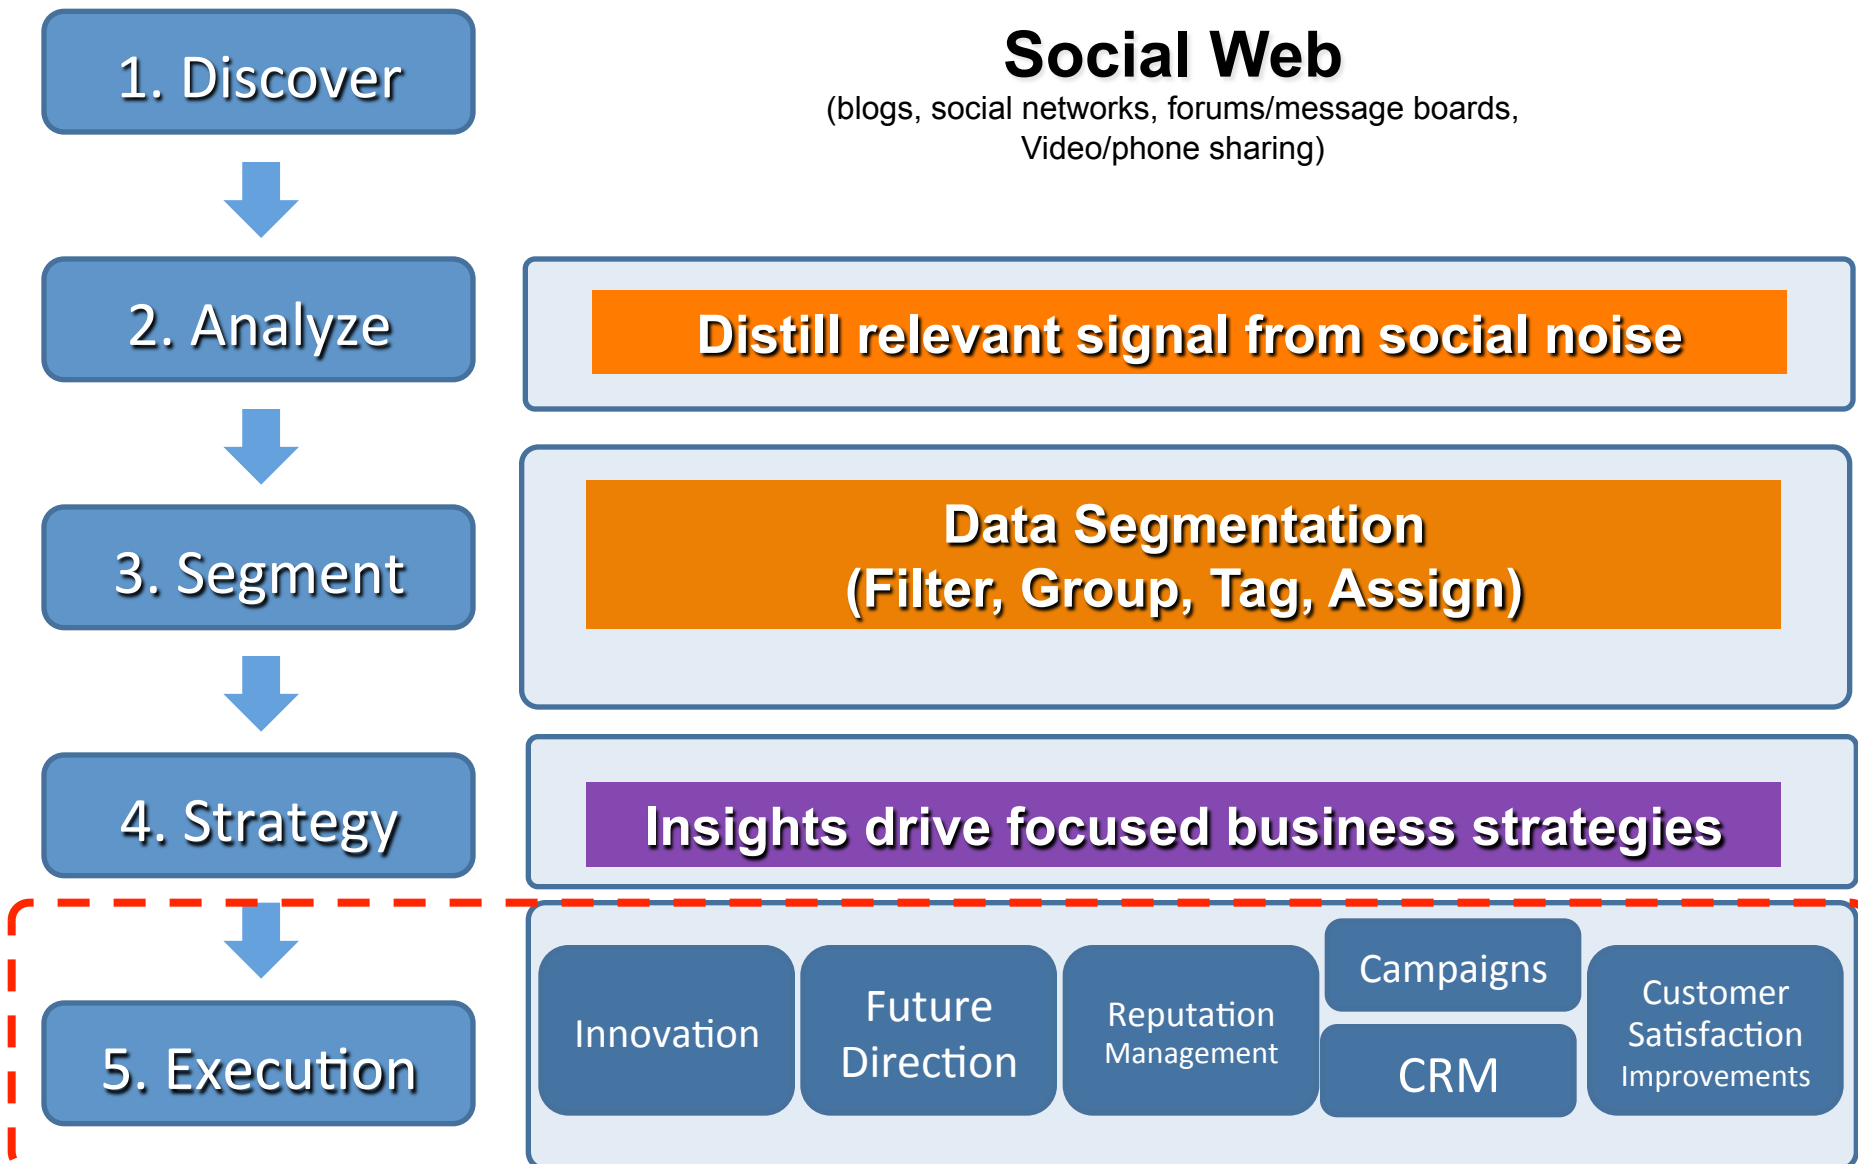 1. Discover
Social Web
(blogs, social networks, forums/message boards,
Video/phone sharing)
2. Analyze
Distill relevant signal from social noise
3. Segment
Data Segmentation
(Filter, Group, Tag, Assign)
4. Strategy
Insights drive focused business strategies
5. Execution
Innovation
Future
Direction
Reputation
Management
Campaigns
CRM
Customer
Satisfaction
Improvements